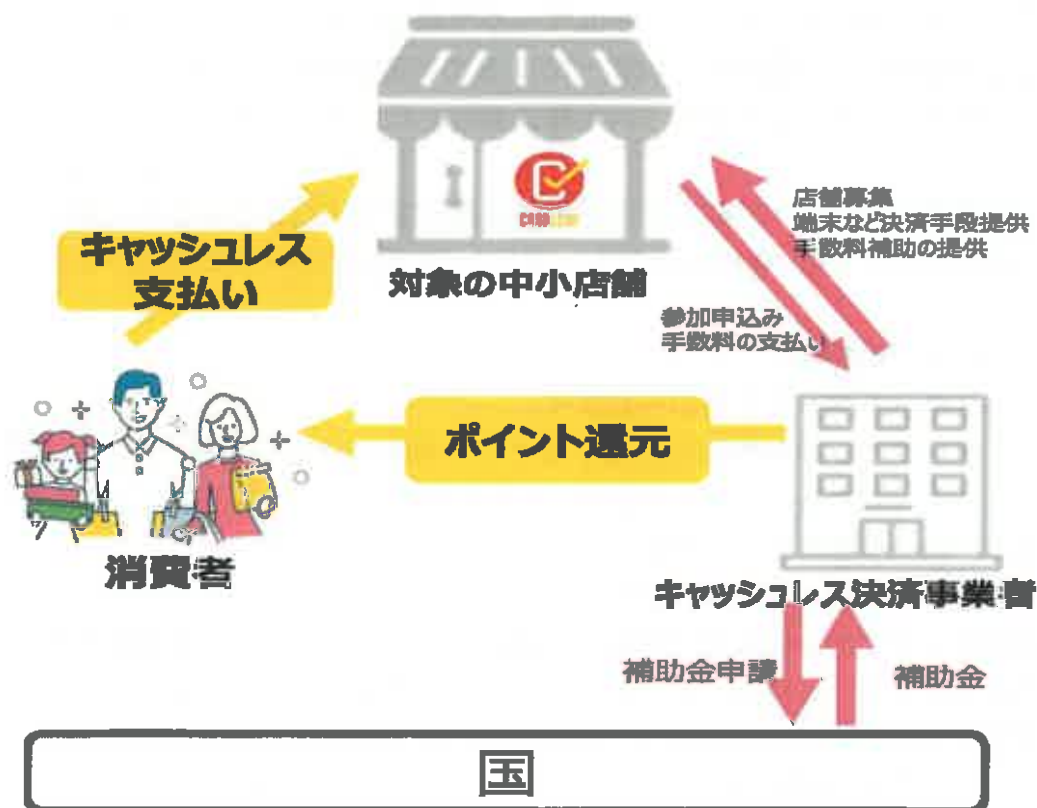 店舗募集
端末など決済手段提供
手数料補助の提供
キャッシュレス
支払い
対象の中小店舗
参加申込み
手数料の支払い
ポイント還元
消費者
キャッシュレス決済事業者
補助金申請
補助金
国